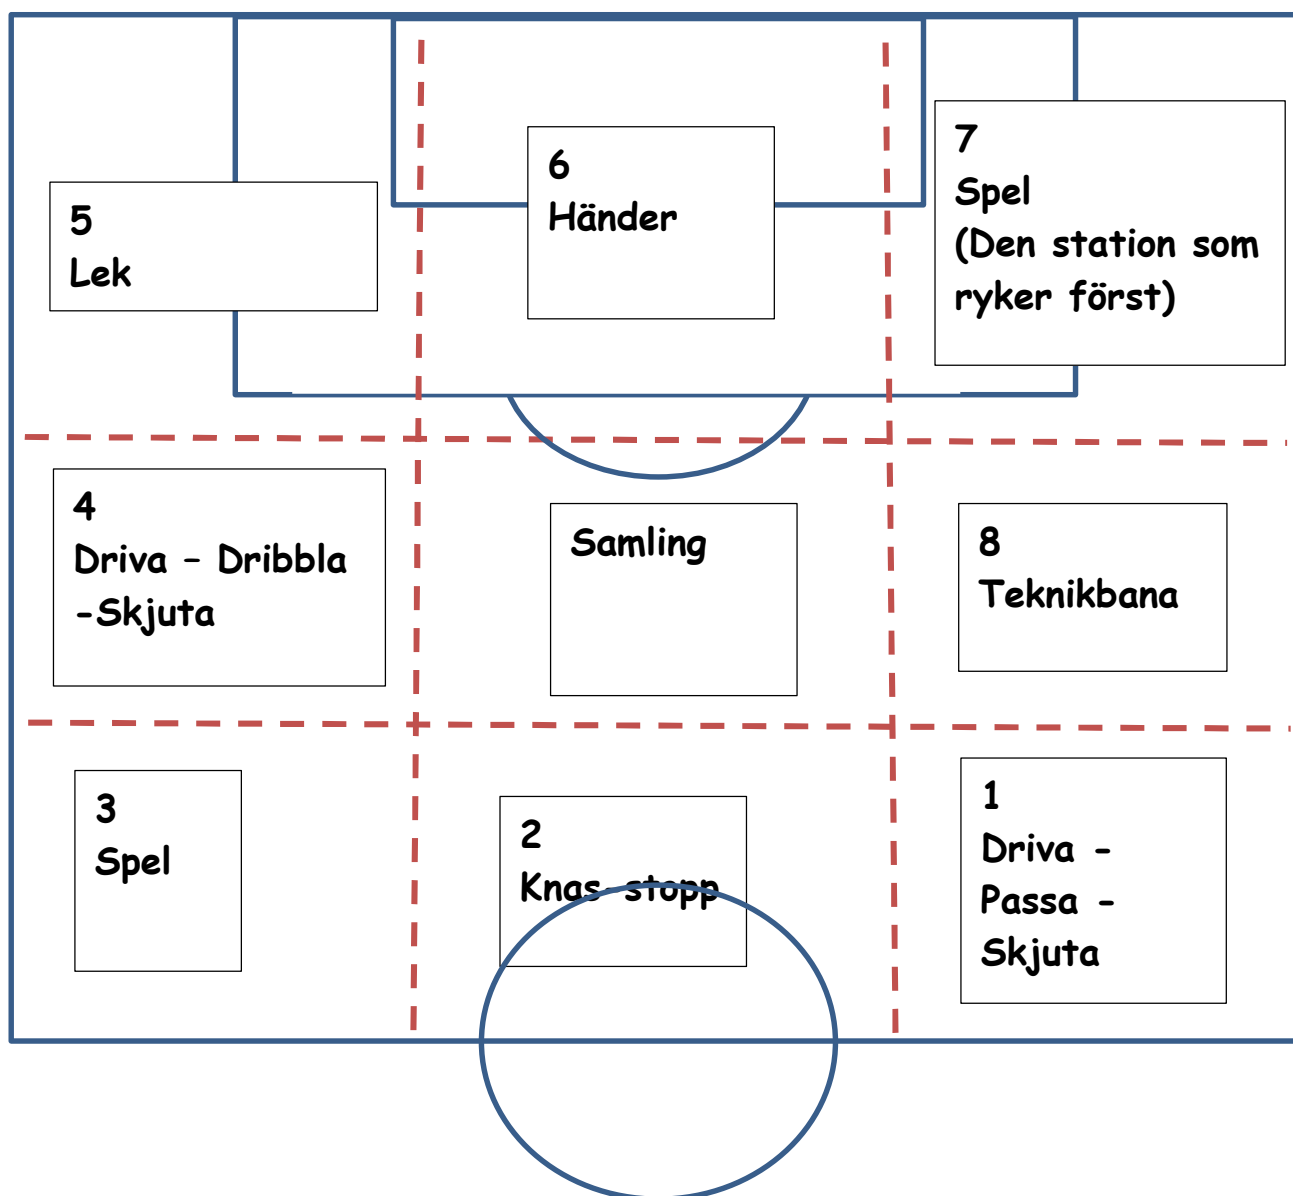 5
Lek
6
Händer
7
Spel
(Den station som
ryker först)
4
Driva – Dribbla
-Skjuta
Samling
8
Teknikbana
3
Spel
2
Knas-stopp
1
Driva -
Passa -
Skjuta